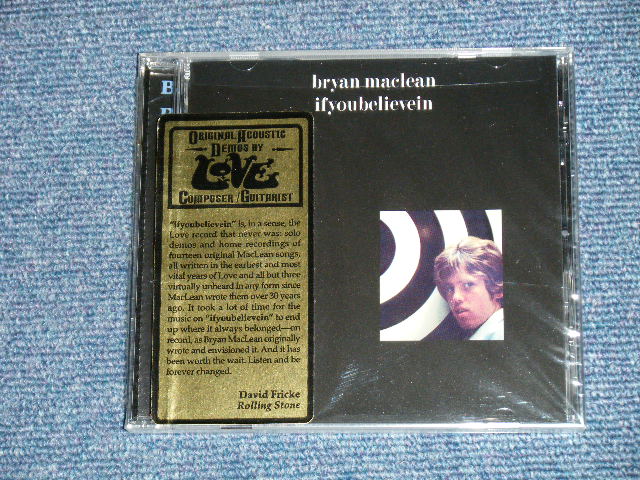 bryan maclean
ifyoubelievein
B
ORIGINAL ACOUSTIC
DEMOS BY
LOVE
COMPOSER/GUITARIST
"ifyoubelievein" is, in a sense, the
Love record that never was: solo
demos and home recordings of
fourteen original MacLean songs,
all written in the earliest and most
vital years of Love and all but three
virtually unheard in any form since
MacLean wrote them over 30 years
ago. It took a lot of time for the
music on "ifyoubelievein" to end
up where it always belonged—on
record, as Bryan MacLean originally
wrote and envisioned it. And it has
been worth the wait. Listen and be
forever changed.
David Fricke
Rolling Stone